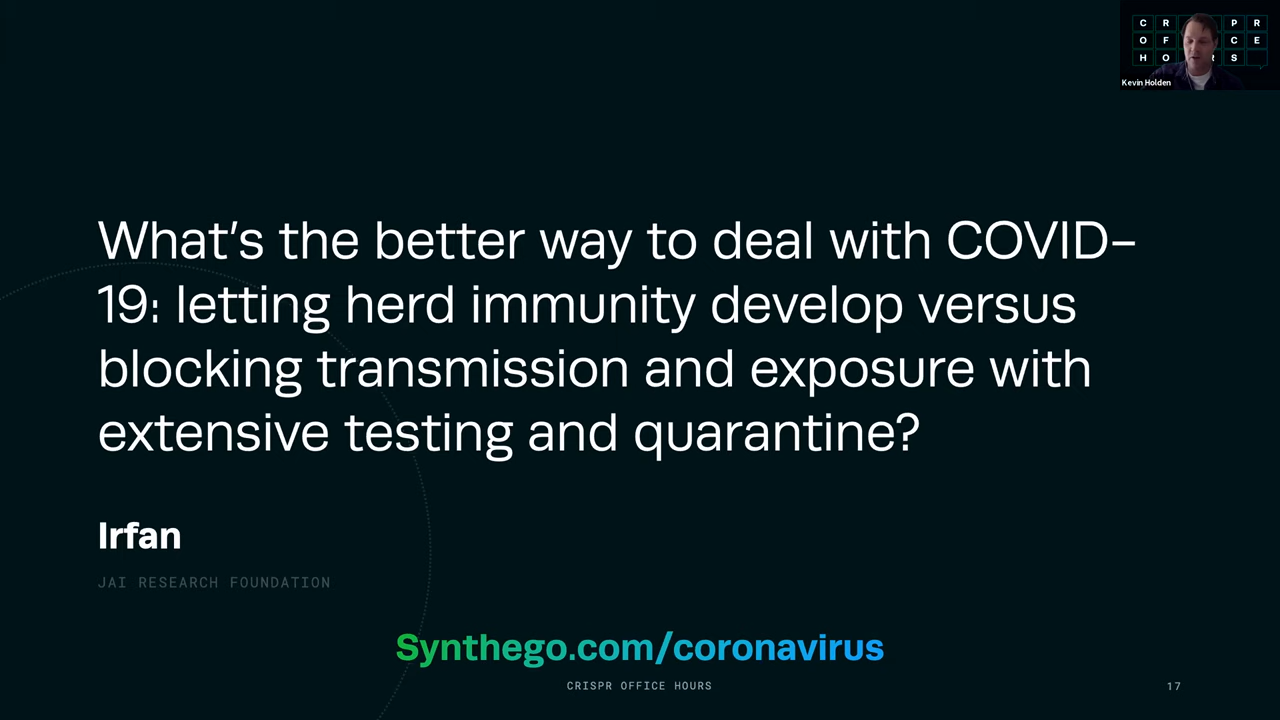 C R P R
O F C E
H O R S
Kevin Holden
What's the better way to deal with COVID–
19: letting herd immunity develop versus
blocking transmission and exposure with
extensive testing and quarantine?
Irfan
JAI RESEARCH FOUNDATION
Synthego.com/coronavirus
CRISPR OFFICE HOURS
17